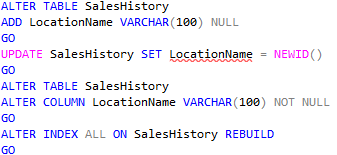 ALTER TABLE SalesHistory
ADD LocationName VARCHAR(100) NULL
GO
UPDATE SalesHistory SET LocationName = NEWID()
GO
ALTER TABLE SalesHistory
ALTER COLUMN LocationName VARCHAR(100) NOT NULL
GO
ALTER INDEX ALL ON SalesHistory REBUILD
GO